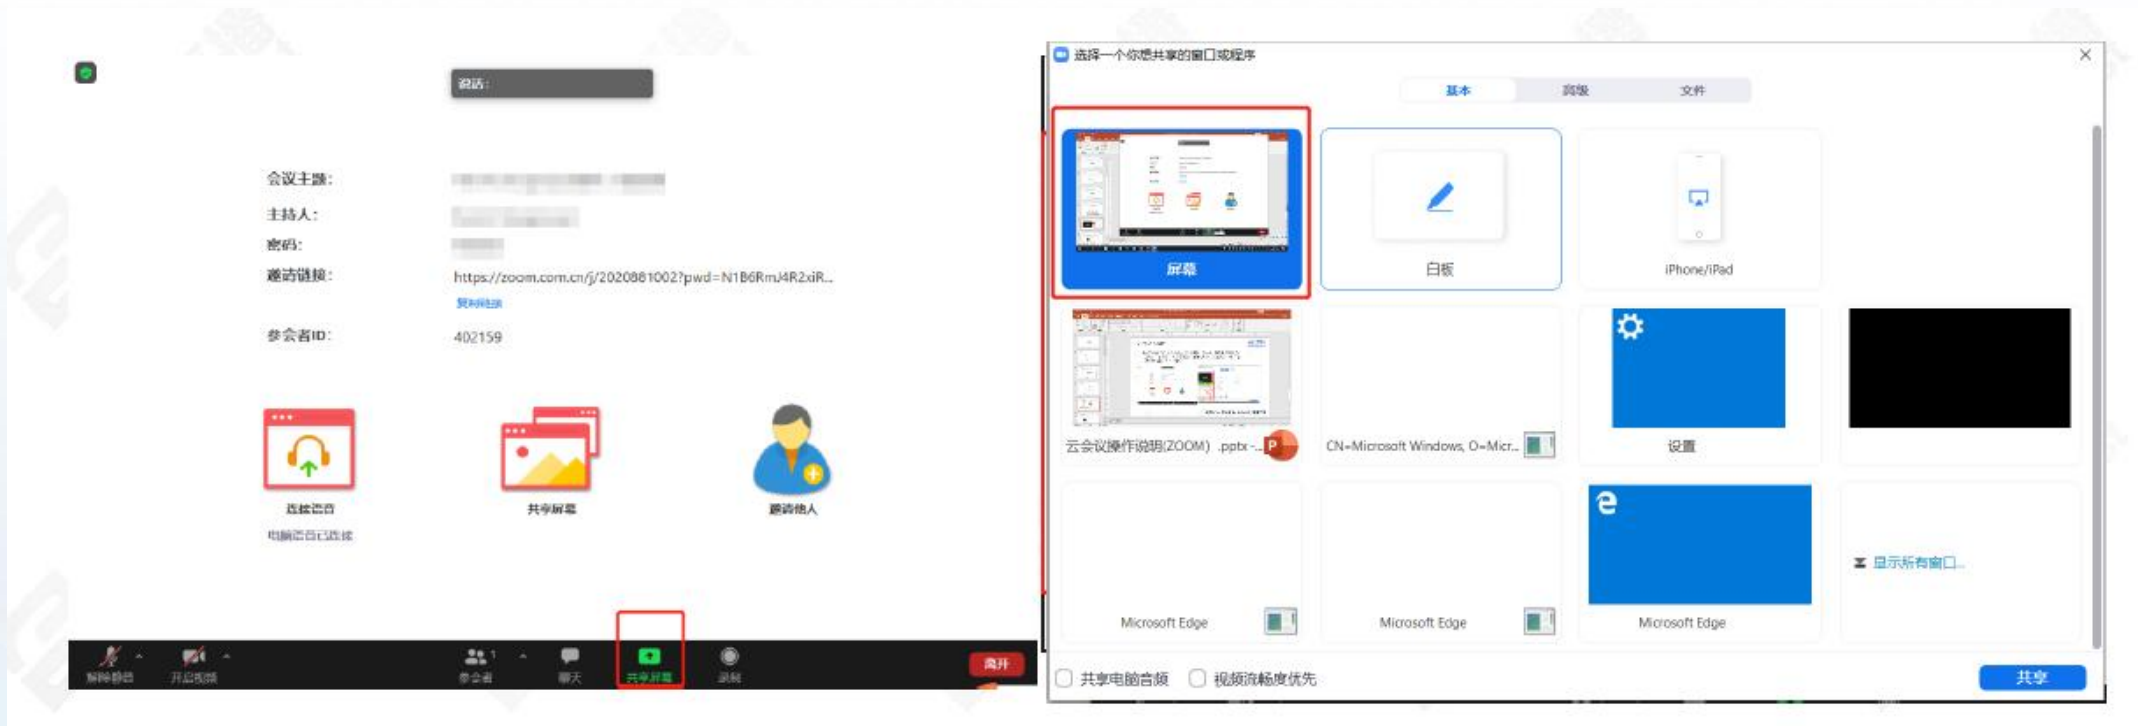 说话:
会议主题:
主持人:
密码:
邀请链接:
https://zoom.com.cn/j/2020881002?pwd=N1B6RmJ4R2xiR...
复制链接
参会者ID:
402159
连接语音
共享屏幕
邀请他人
电脑语音已连接
解除静音
开启视频
1
参会者
聊天
共享屏幕
录制
离开
选择一个你想共享的窗口或程序
基本
高级
文件
屏幕
白板
iPhone/iPad
云会议操作说明(ZOOM) .pptx -...
CN=Microsoft Windows, O=Micr...
设置
Microsoft Edge
Microsoft Edge
Microsoft Edge
显示所有窗口...
共享电脑音频
视频流畅度优先
共享